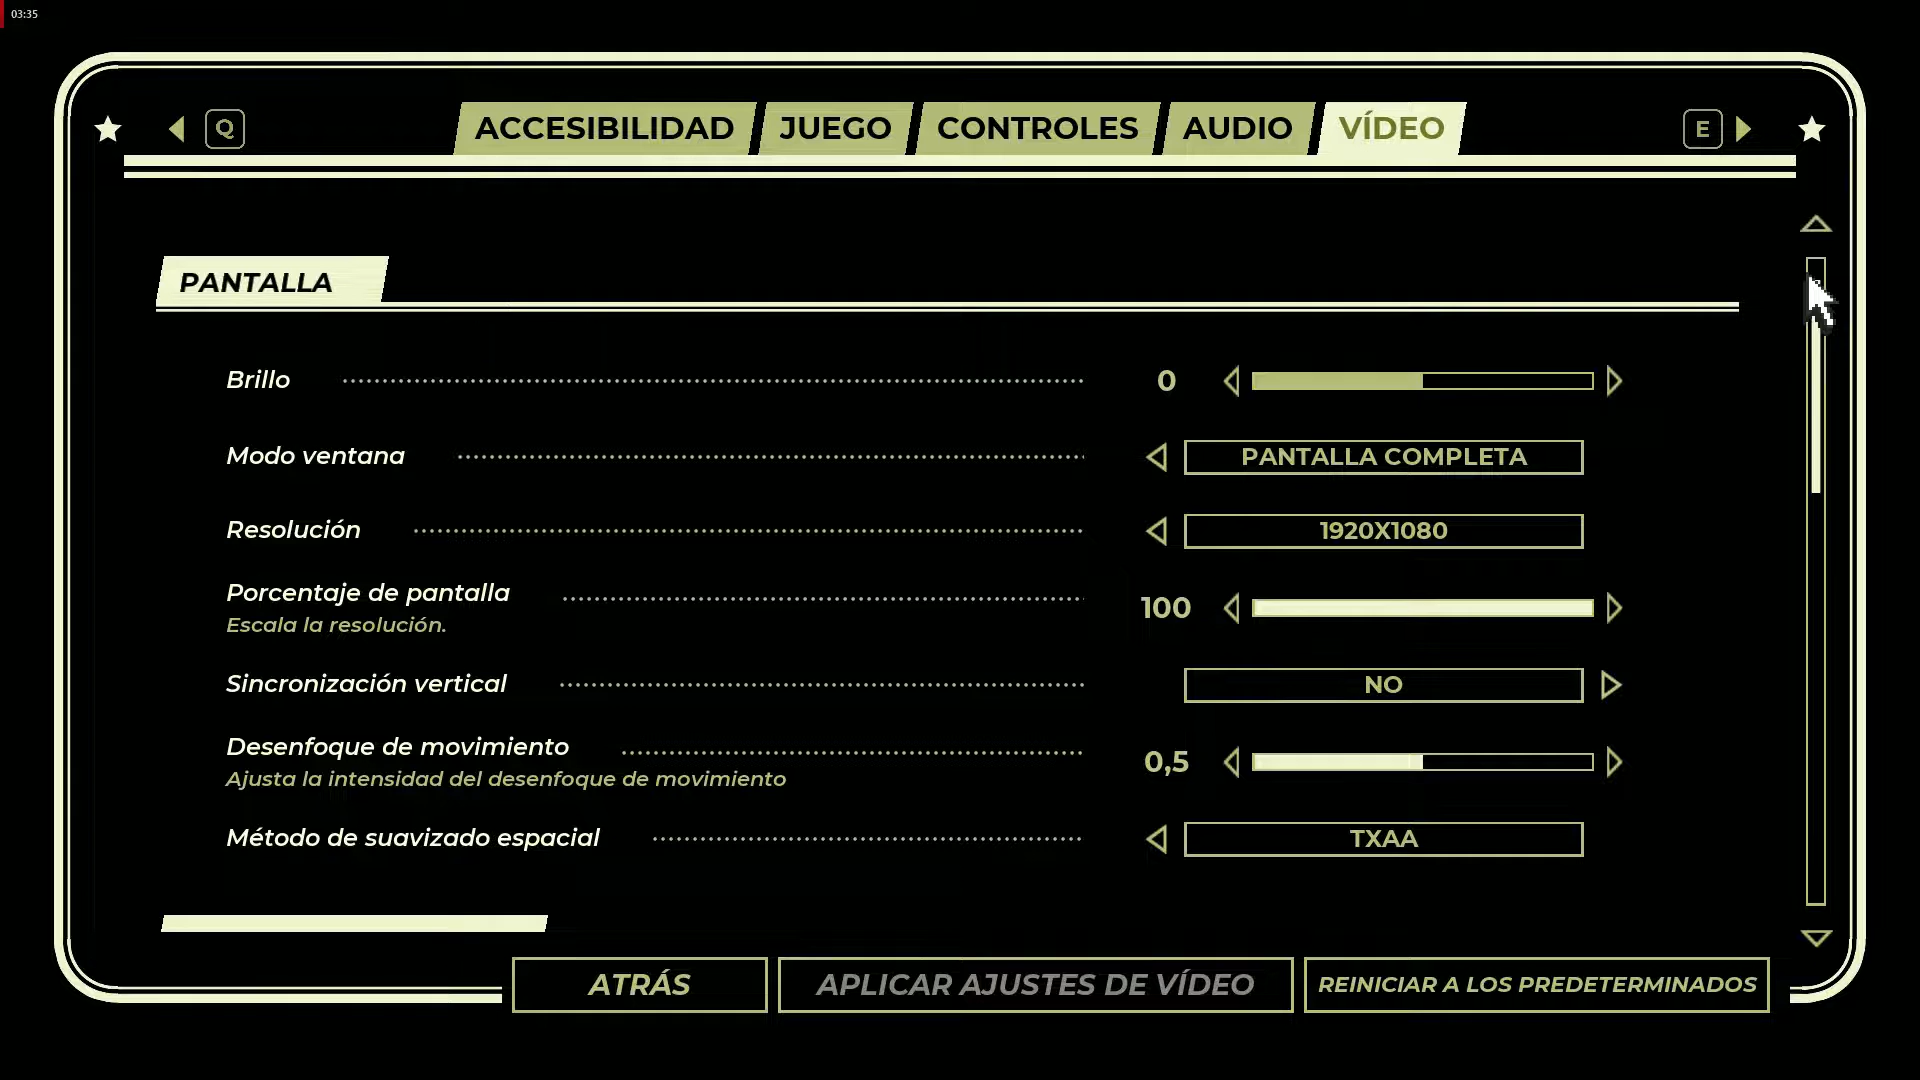 03:35
Q ACCESIBILIDAD JUEGO CONTROLES AUDIO VÍDEO E
PANTALLA
Brillo 0
Modo ventana PANTALLA COMPLETA
Resolución 1920X1080
Porcentaje de pantalla 100
Escala la resolución.
Sincronización vertical NO
Desenfoque de movimiento 0,5
Ajusta la intensidad del desenfoque de movimiento
Método de suavizado espacial TXAA
ATRÁS APLICAR AJUSTES DE VÍDEO REINICIAR A LOS PREDETERMINADOS